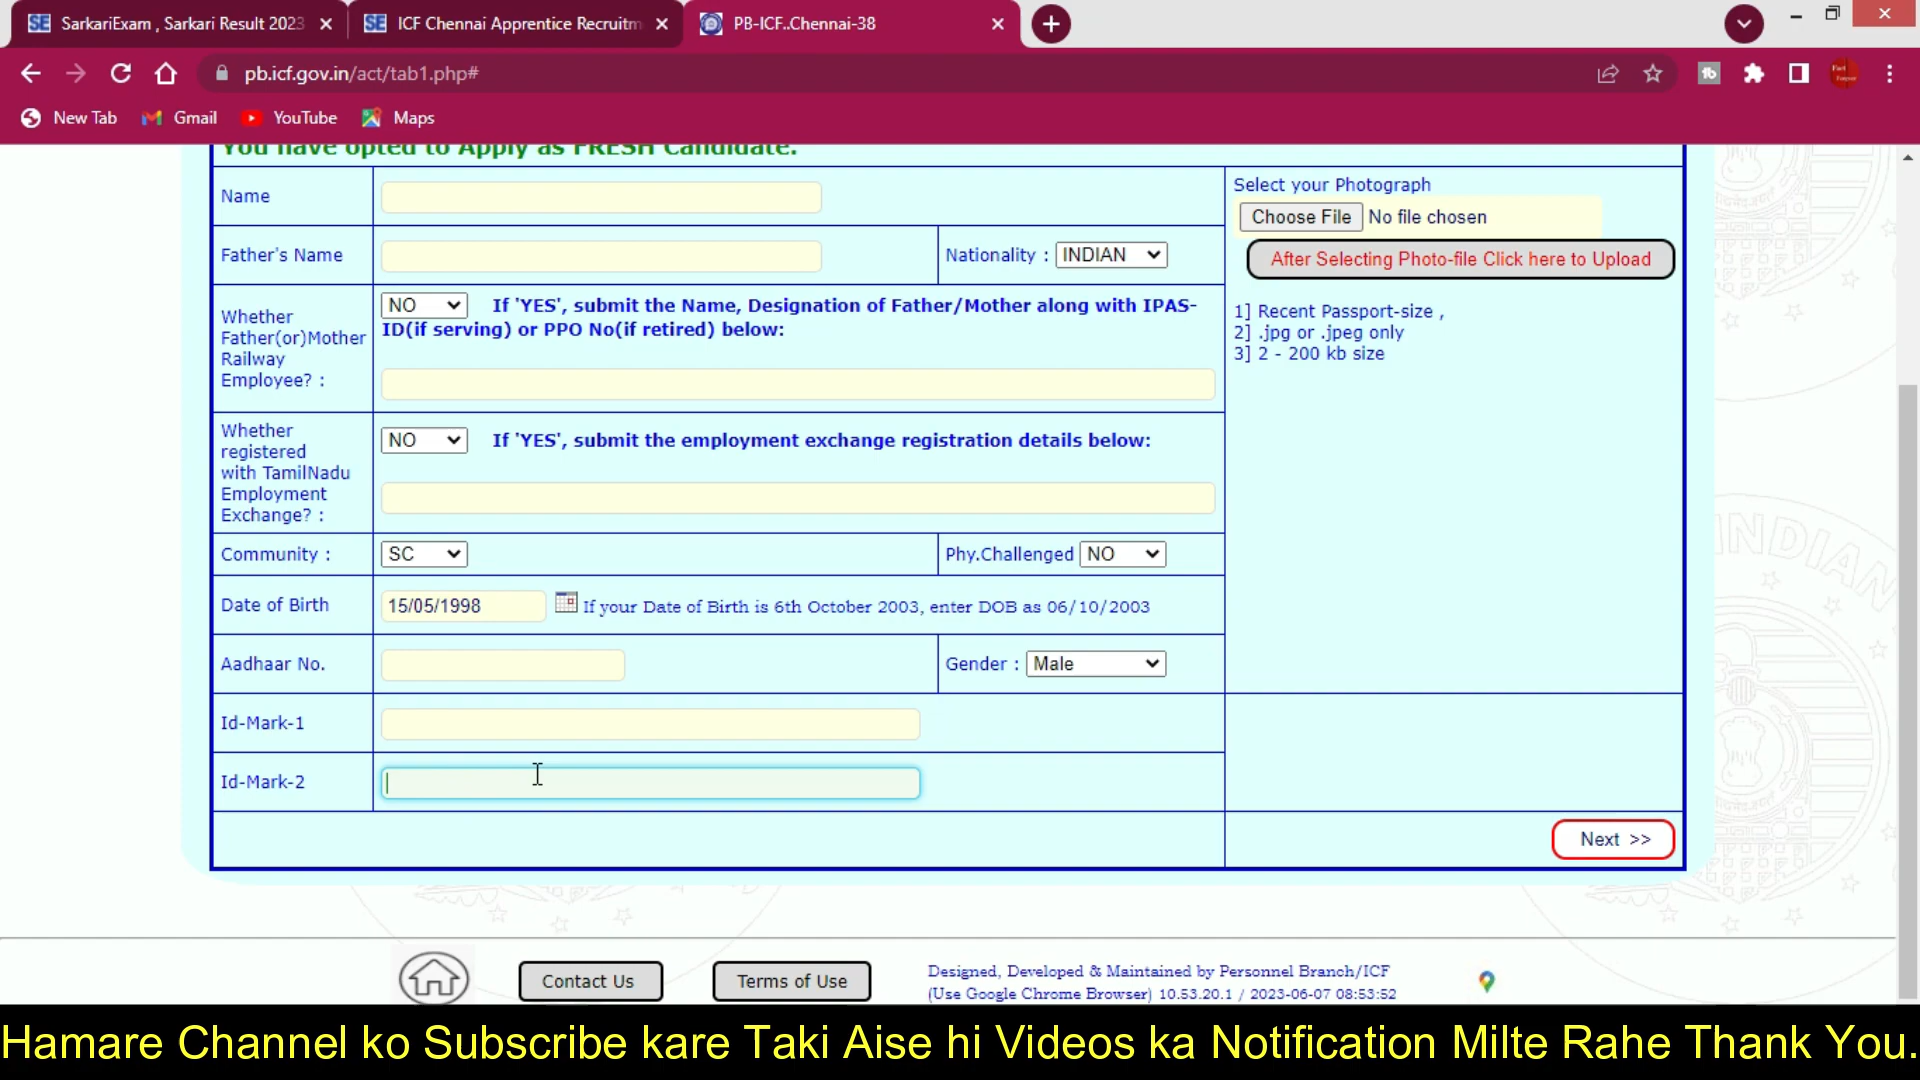 SarkariExam , Sarkari Result 2023
ICF Chennai Apprentice Recruitm
PB-ICF..Chennai-38
pb.icf.gov.in/act/tab1.php#
New Tab
Gmail
YouTube
Maps
You have opted to Apply as FRESH Candidate.
Name
Father's Name
Nationality : INDIAN
Whether
Father(or)Mother
Railway
Employee? :
NO If 'YES', submit the Name, Designation of Father/Mother along with IPAS-
ID(if serving) or PPO No(if retired) below:
Whether
registered
with TamilNadu
Employment
Exchange? :
NO If 'YES', submit the employment exchange registration details below:
Community : SC
Phy.Challenged NO
Date of Birth 15/05/1998 If your Date of Birth is 6th October 2003, enter DOB as 06/10/2003
Aadhaar No.
Gender : Male
Id-Mark-1
Id-Mark-2
Select your Photograph
Choose File No file chosen
After Selecting Photo-file Click here to Upload
1] Recent Passport-size ,
2] .jpg or .jpeg only
3] 2 - 200 kb size
Next >>
Contact Us
Terms of Use
Designed, Developed & Maintained by Personnel Branch/ICF
(Use Google Chrome Browser) 10.53.20.1 / 2023-06-07 08:53:52
Hamare Channel ko Subscribe kare Taki Aise hi Videos ka Notification Milte Rahe Thank You.